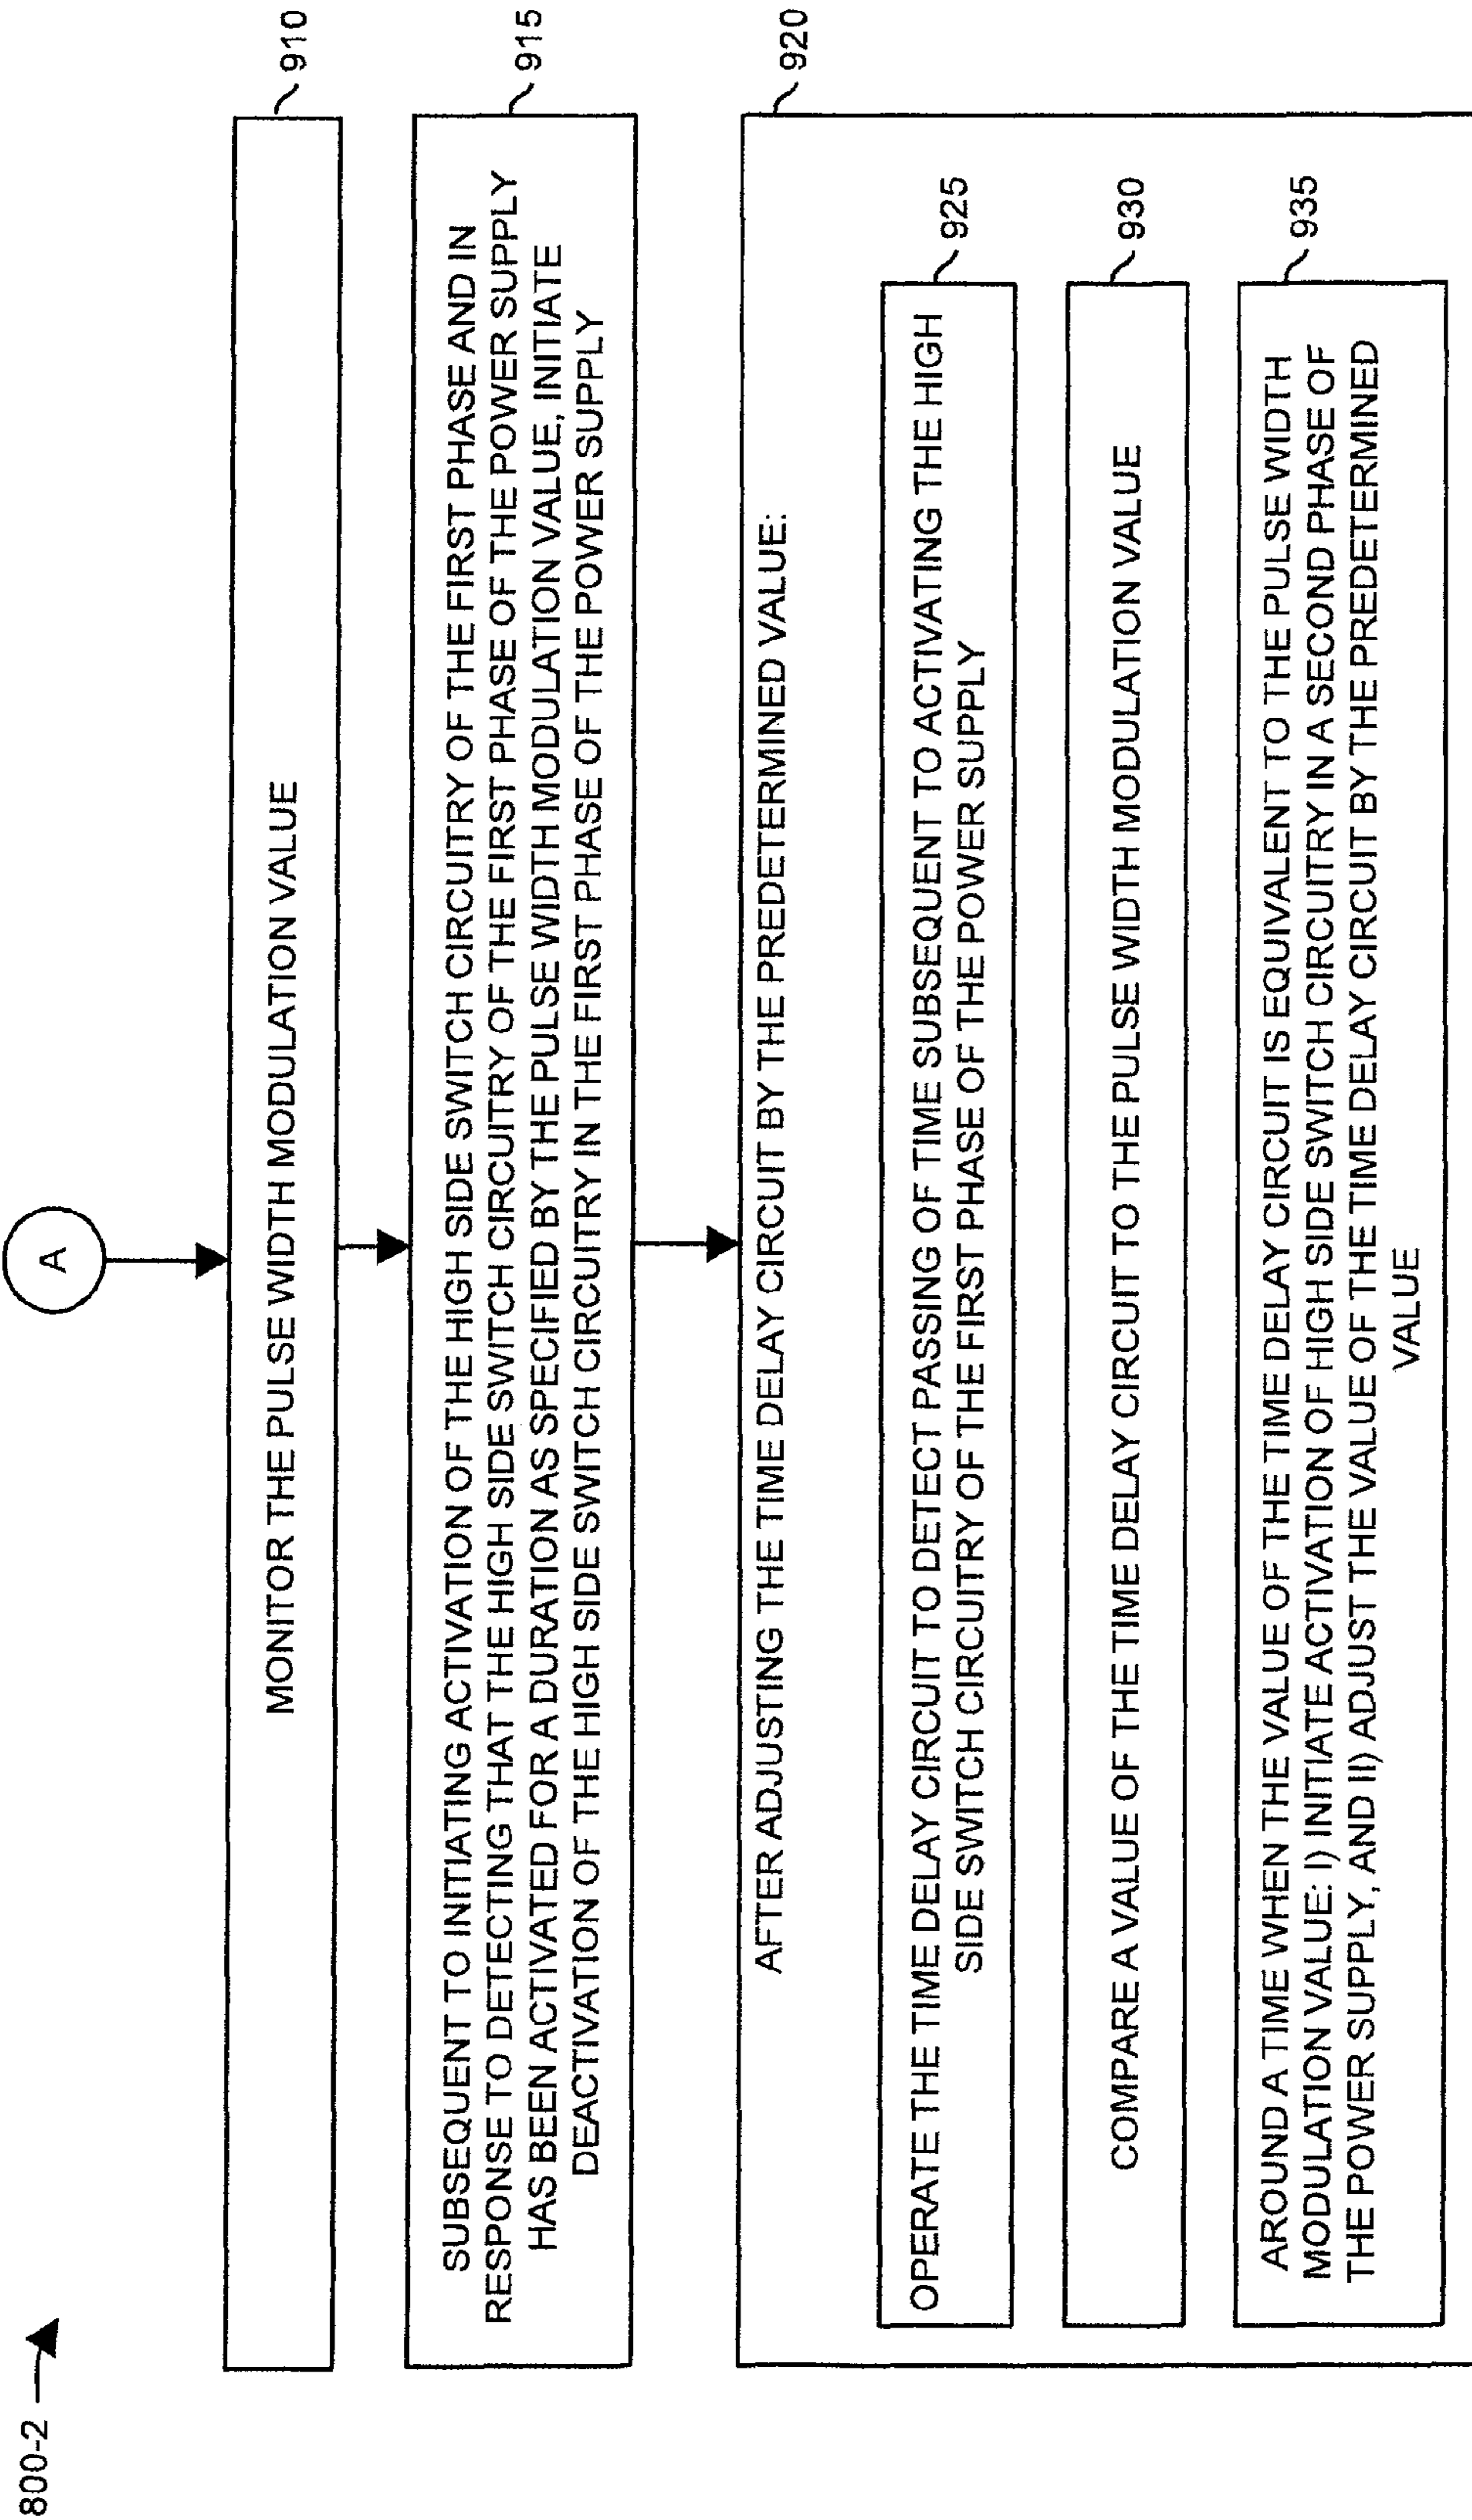 800-2
A
910
MONITOR THE PULSE WIDTH MODULATION VALUE
915
SUBSEQUENT TO INITIATING ACTIVATION OF THE HIGH SIDE SWITCH CIRCUITRY OF THE FIRST PHASE AND IN
RESPONSE TO DETECTING THAT THE HIGH SIDE SWITCH CIRCUITRY OF THE FIRST PHASE OF THE POWER SUPPLY
HAS BEEN ACTIVATED FOR A DURATION AS SPECIFIED BY THE PULSE WIDTH MODULATION VALUE, INITIATE
DEACTIVATION OF THE HIGH SIDE SWITCH CIRCUITRY IN THE FIRST PHASE OF THE POWER SUPPLY
920
AFTER ADJUSTING THE TIME DELAY CIRCUIT BY THE PREDETERMINED VALUE:
925
OPERATE THE TIME DELAY CIRCUIT TO DETECT PASSING OF TIME SUBSEQUENT TO ACTIVATING THE HIGH
SIDE SWITCH CIRCUITRY OF THE FIRST PHASE OF THE POWER SUPPLY
930
COMPARE A VALUE OF THE TIME DELAY CIRCUIT TO THE PULSE WIDTH MODULATION VALUE
935
AROUND A TIME WHEN THE VALUE OF THE TIME DELAY CIRCUIT IS EQUIVALENT TO THE PULSE WIDTH
MODULATION VALUE: I) INITIATE ACTIVATION OF HIGH SIDE SWITCH CIRCUITRY IN A SECOND PHASE OF
THE POWER SUPPLY, AND II) ADJUST THE VALUE OF THE TIME DELAY CIRCUIT BY THE PREDETERMINED
VALUE